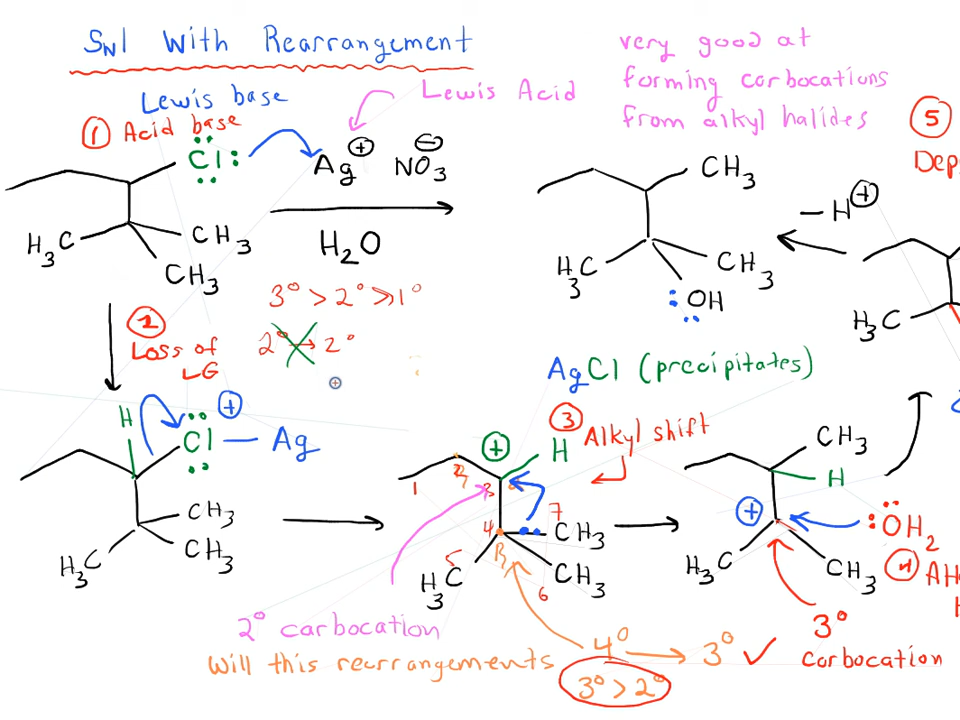 SN1 With Rearrangement
very good at
forming carbocations
from alkyl halides
Lewis base
Lewis Acid
① Acid base
Cl:
Ag⊕ NO3⊖
H2O
H3C
CH3
CH3
3° > 2° >> 1°
2° → 2°
② Loss of
LG
CH3
H3C
CH3
:OH
− H⊕
⑤
Dep
H3C
AgCl (precipitates)
H
Cl — Ag
⊕
CH3
CH3
H3C
③ Alkyl shift
⊕
H
1
3
4
5
6
7
CH3
CH3
H3C
CH3
H
⊕
:OH2
H3C
CH3
④ AH
2° carbocation
Will this rearrangements
4° → 3° ✓
3° > 2°
3°
carbocation